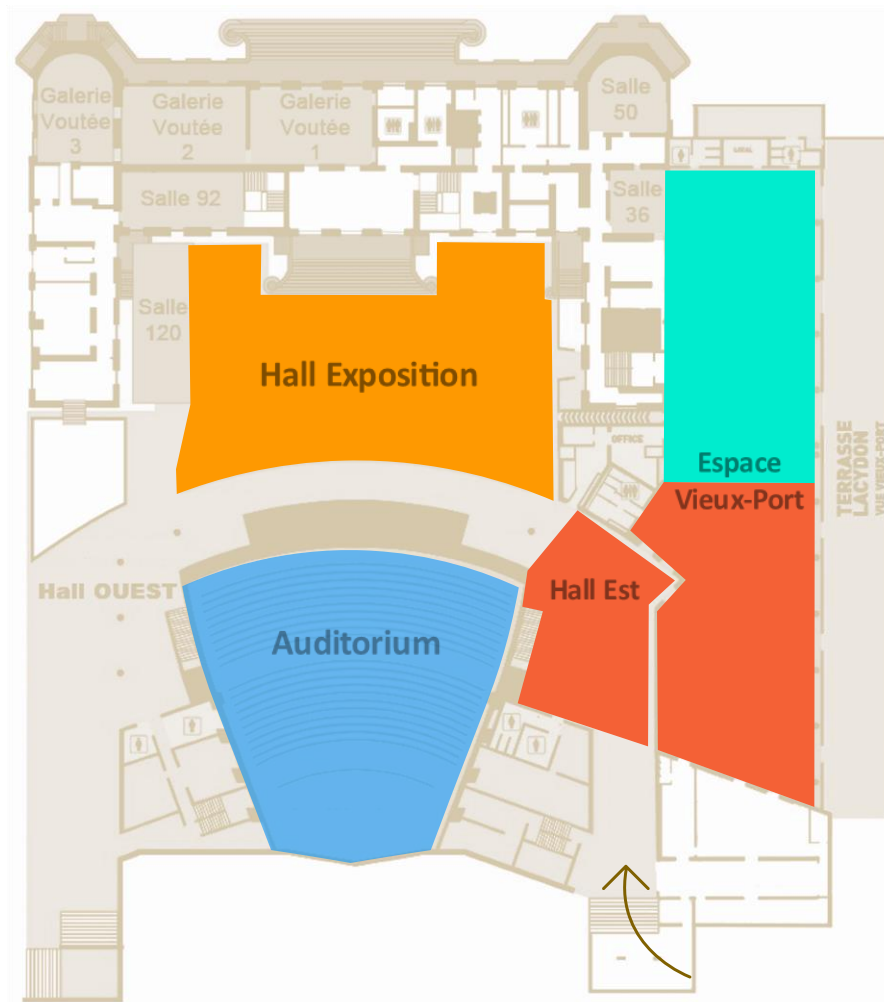 Galerie
Voutée
3
Galerie
Voutée
2
Galerie
Voutée
1
Salle
50
LOCAL
Salle 92
Salle
36
Salle
120
Hall Exposition
OFFICE
Espace
Vieux-Port
TERRASSE
LACYDON
VUE VIEUX-PORT
Hall OUEST
Hall Est
Auditorium